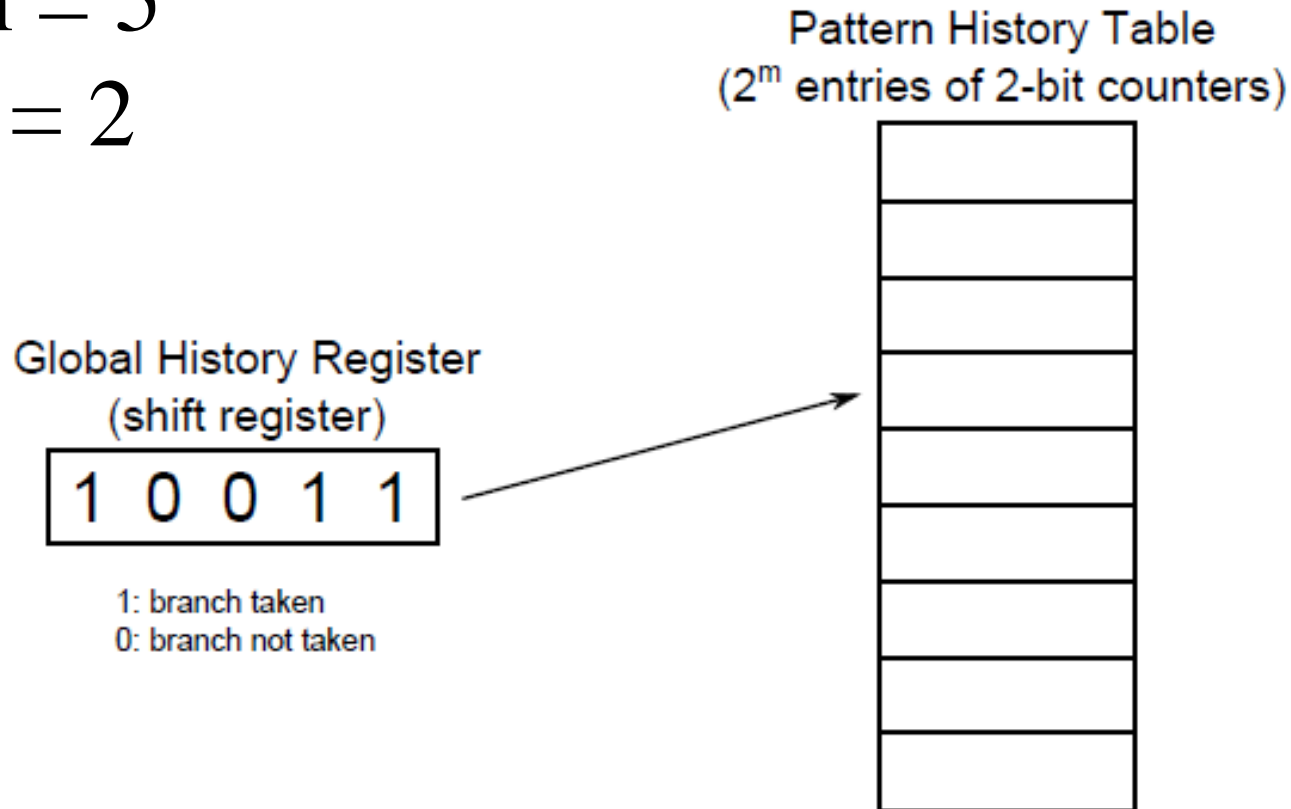 = 2
Pattern History Table
(2^m entries of 2-bit counters)
Global History Register
(shift register)
1 0 0 1 1
1: branch taken
0: branch not taken